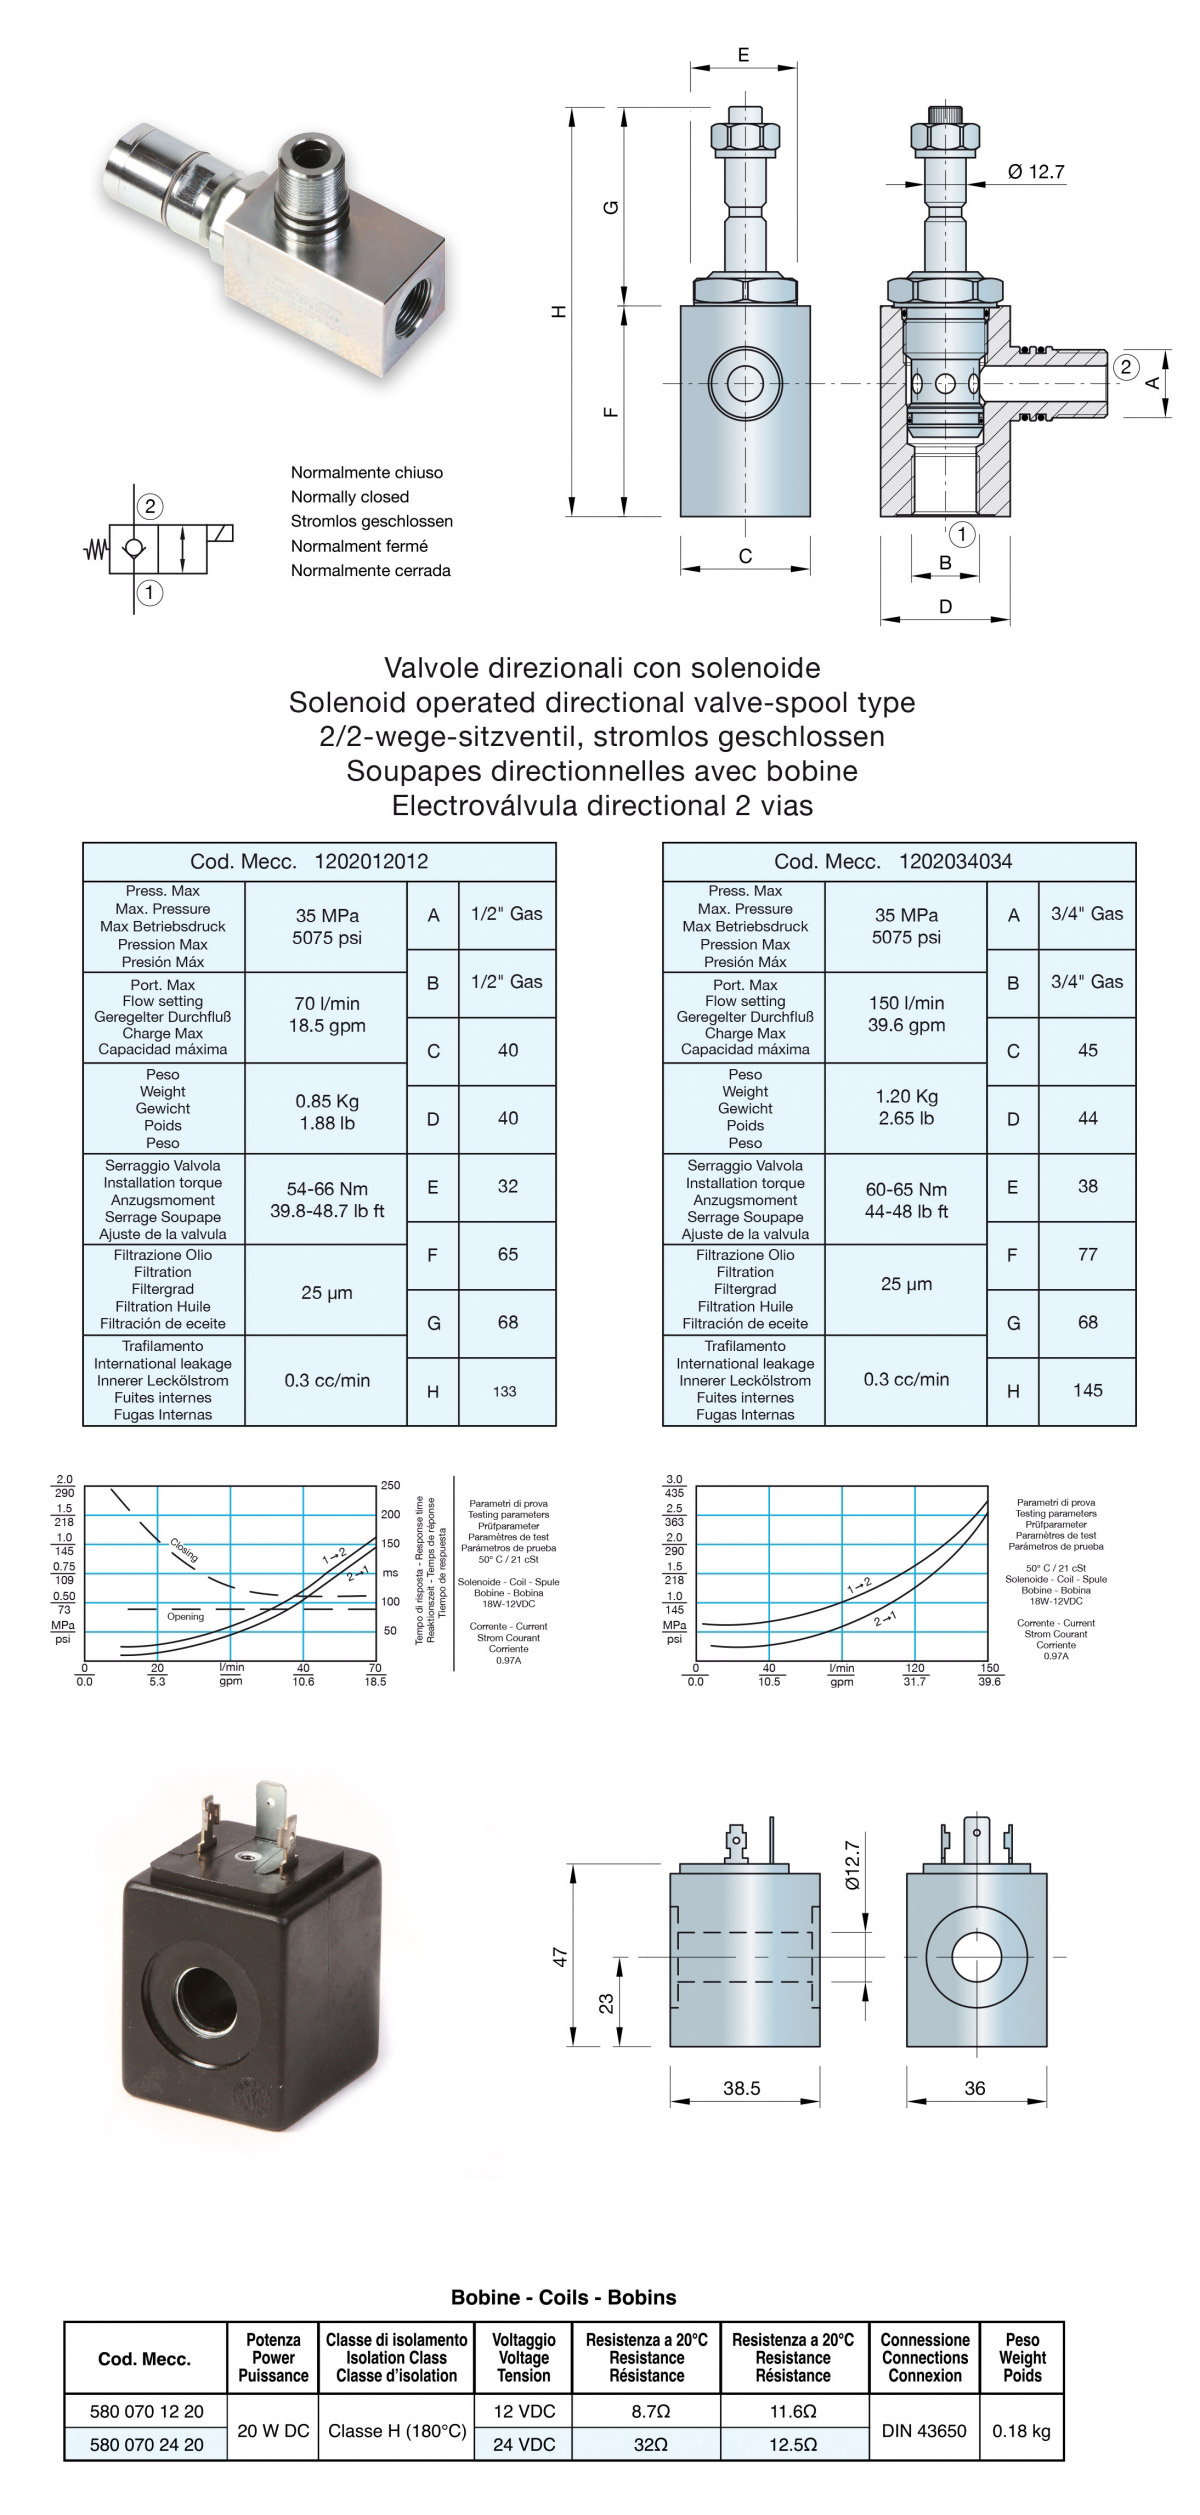 E
Ø 12.7
G
H
F
2
A
1
C
B
D
2
1
Normalmente chiuso
Normally closed
Stromlos geschlossen
Normalment fermé
Normalmente cerrada
Valvole direzionali con solenoide
Solenoid operated directional valve-spool type
2/2-wege-sitzventil, stromlos geschlossen
Soupapes directionnelles avec bobine
Electroválvula directional 2 vias
Cod. Mecc. 1202012012
Press. Max
Max. Pressure
Max Betriebsdruck
Pression Max
Presión Máx
35 MPa
5075 psi
Port. Max
Flow setting
Geregelter Durchfluß
Charge Max
Capacidad máxima
70 l/min
18.5 gpm
Peso
Weight
Gewicht
Poids
Peso
0.85 Kg
1.88 lb
Serraggio Valvola
Installation torque
Anzugsmoment
Serrage Soupape
Ajuste de la valvula
54-66 Nm
39.8-48.7 lb ft
Filtrazione Olio
Filtration
Filtergrad
Filtration Huile
Filtración de eceite
25 µm
Trafilamento
International leakage
Innerer Leckölstrom
Fuites internes
Fugas Internas
0.3 cc/min
A 1/2" Gas
B 1/2" Gas
C 40
D 40
E 32
F 65
G 68
H 133
Cod. Mecc. 1202034034
Press. Max
Max. Pressure
Max Betriebsdruck
Pression Max
Presión Máx
35 MPa
5075 psi
Port. Max
Flow setting
Geregelter Durchfluß
Charge Max
Capacidad máxima
150 l/min
39.6 gpm
Peso
Weight
Gewicht
Poids
Peso
1.20 Kg
2.65 lb
Serraggio Valvola
Installation torque
Anzugsmoment
Serrage Soupape
Ajuste de la valvula
60-65 Nm
44-48 lb ft
Filtrazione Olio
Filtration
Filtergrad
Filtration Huile
Filtración de eceite
25 µm
Trafilamento
International leakage
Innerer Leckölstrom
Fuites internes
Fugas Internas
0.3 cc/min
A 3/4" Gas
B 3/4" Gas
C 45
D 44
E 38
F 77
G 68
H 145
2.0
290
1.5
218
1.0
145
0.75
109
0.50
73
MPa
psi
Closing
Opening
1→2
2→1
250
200
150
ms
100
50
0 20 l/min 40 70
0.0 5.3 gpm 10.6 18.5
Tempo di risposta - Response time
Reaktionszeit - Temps de réponse
Tiempo de respuesta
Parametri di prova
Testing parameters
Prüfparameter
Paramètres de test
Parámetros de prueba
50° C / 21 cSt
Solenoide - Coil - Spule
Bobine - Bobina
18W-12VDC
Corrente - Current
Strom Courant
Corriente
0.97A
3.0
435
2.5
363
2.0
290
1.5
218
1.0
145
MPa
psi
1→2
2→1
0 40 l/min 120 150
0.0 10.5 gpm 31.7 39.6
Parametri di prova
Testing parameters
Prüfparameter
Paramètres de test
Parámetros de prueba
50° C / 21 cSt
Solenoide - Coil - Spule
Bobine - Bobina
18W-12VDC
Corrente - Current
Strom Courant
Corriente
0.97A
47
23
Ø12.7
38.5
36
Bobine - Coils - Bobins
Cod. Mecc.
Potenza
Power
Puissance
Classe di isolamento
Isolation Class
Classe d'isolation
Voltaggio
Voltage
Tension
Resistenza a 20°C
Resistance
Résistance
Resistenza a 20°C
Resistance
Résistance
Connessione
Connections
Connexion
Peso
Weight
Poids
580 070 12 20
580 070 24 20
20 W DC
Classe H (180°C)
12 VDC 8.7Ω 11.6Ω
24 VDC 32Ω 12.5Ω
DIN 43650
0.18 kg